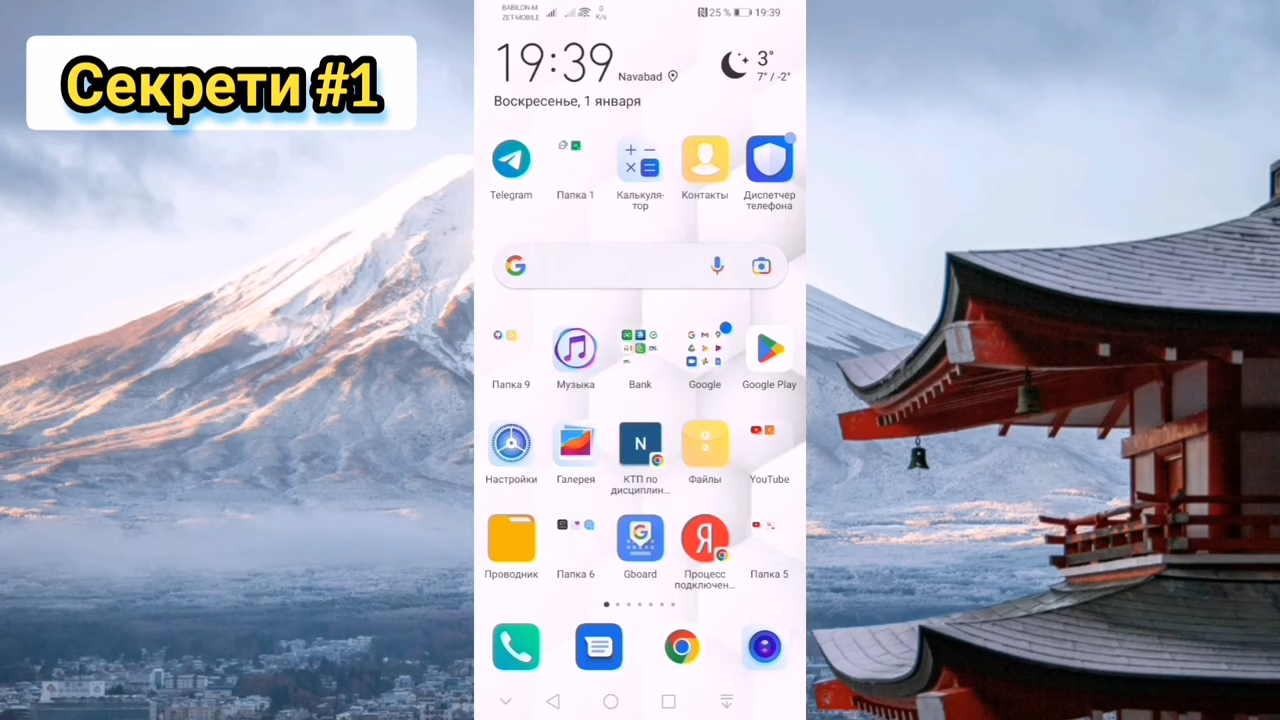 Секрети #1
BABILON-M
ZET-MOBILE
0
K/s
25 % 19:39
19:39
Navabad
3°
7° / -2°
Воскресенье, 1 января
Telegram
Папка 1
Калькуля-
тор
Контакты
Диспетчер
телефона
Папка 9
Музыка
Bank
Google
Google Play
Настройки
Галерея
N
КТП по
дисциплин...
Файлы
YouTube
Проводник
Папка 6
Gboard
Я
Процесс
подключен...
Папка 5